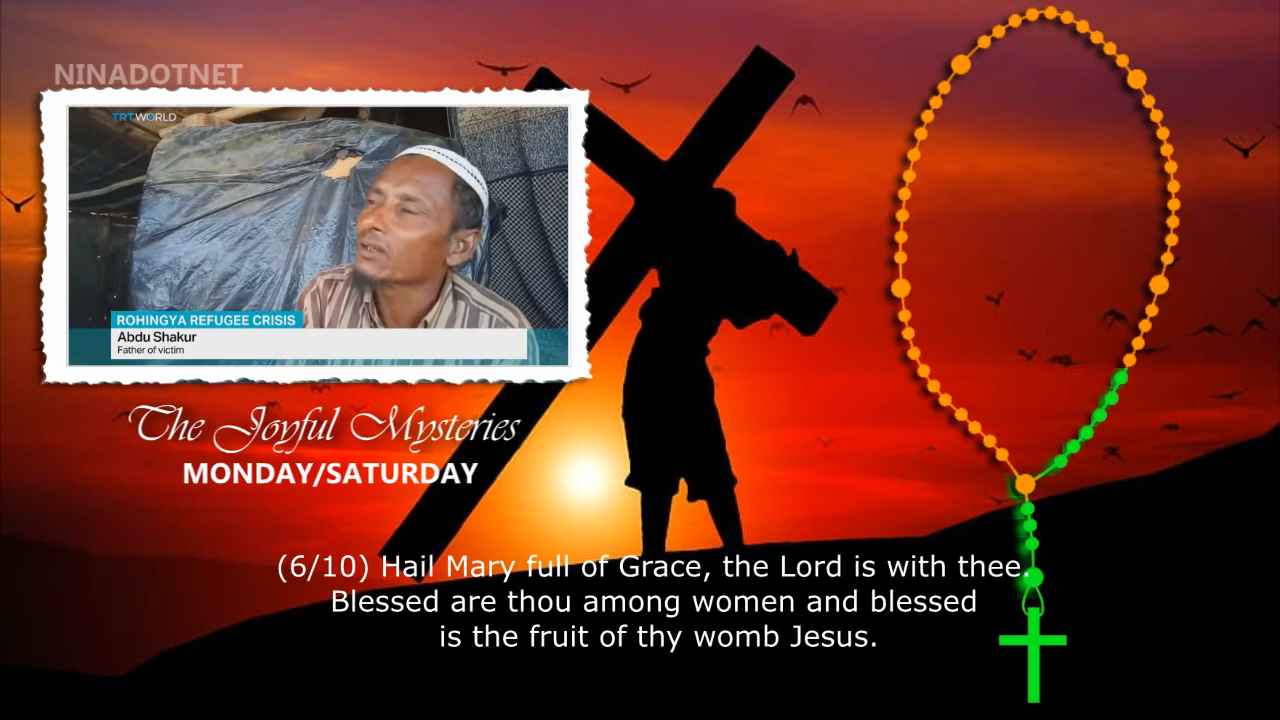 NINADOTNET
TRTWORLD
ROHINGYA REFUGEE CRISIS
Abdu Shakur
Father of victim
The Joyful Mysteries
MONDAY/SATURDAY
(6/10) Hail Mary full of Grace, the Lord is with thee.
Blessed are thou among women and blessed
is the fruit of thy womb Jesus.